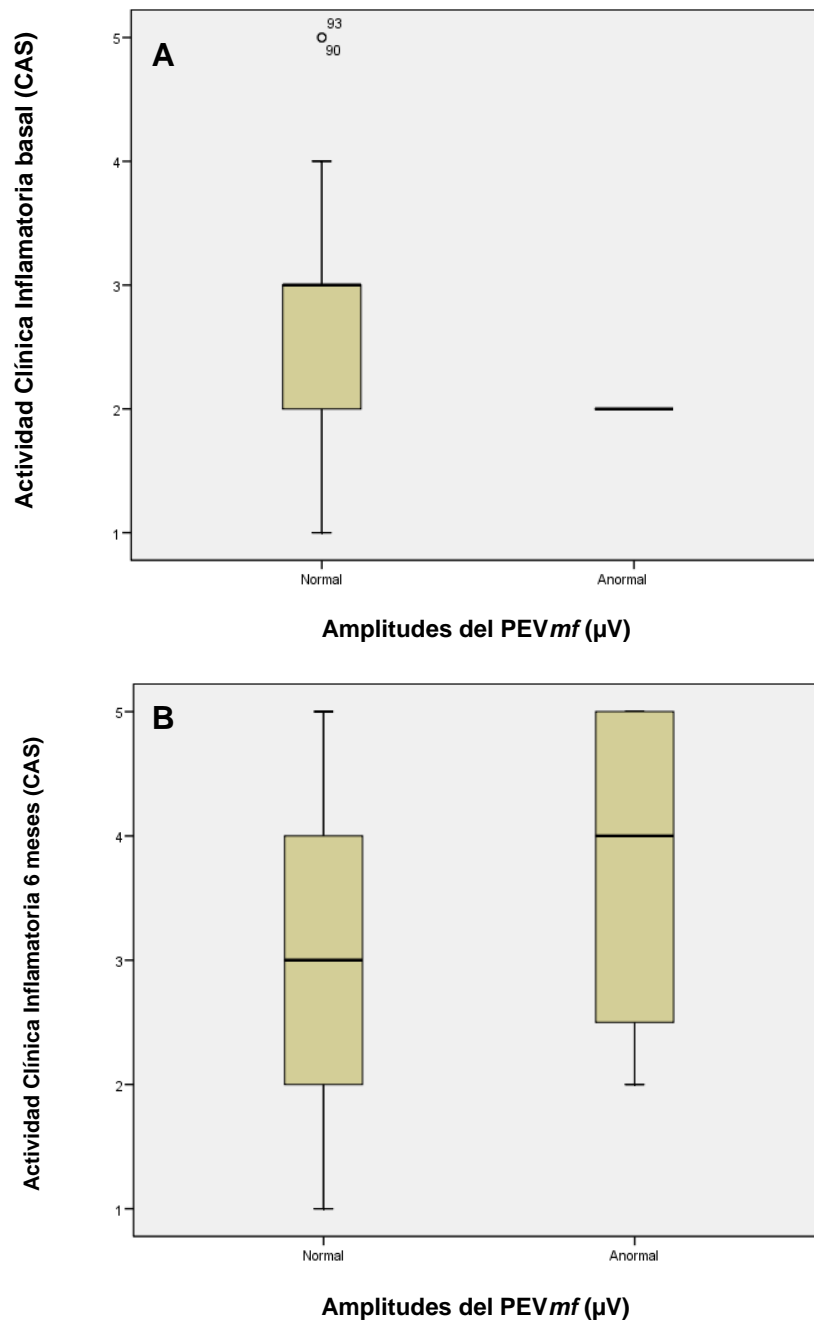 A
Actividad Clínica Inflamatoria basal (CAS)
93
90
5
4
3
2
1
Normal
Anormal
Amplitudes del PEVmf (µV)
B
Actividad Clínica Inflamatoria 6 meses (CAS)
5
4
3
2
1
Normal
Anormal
Amplitudes del PEVmf (µV)